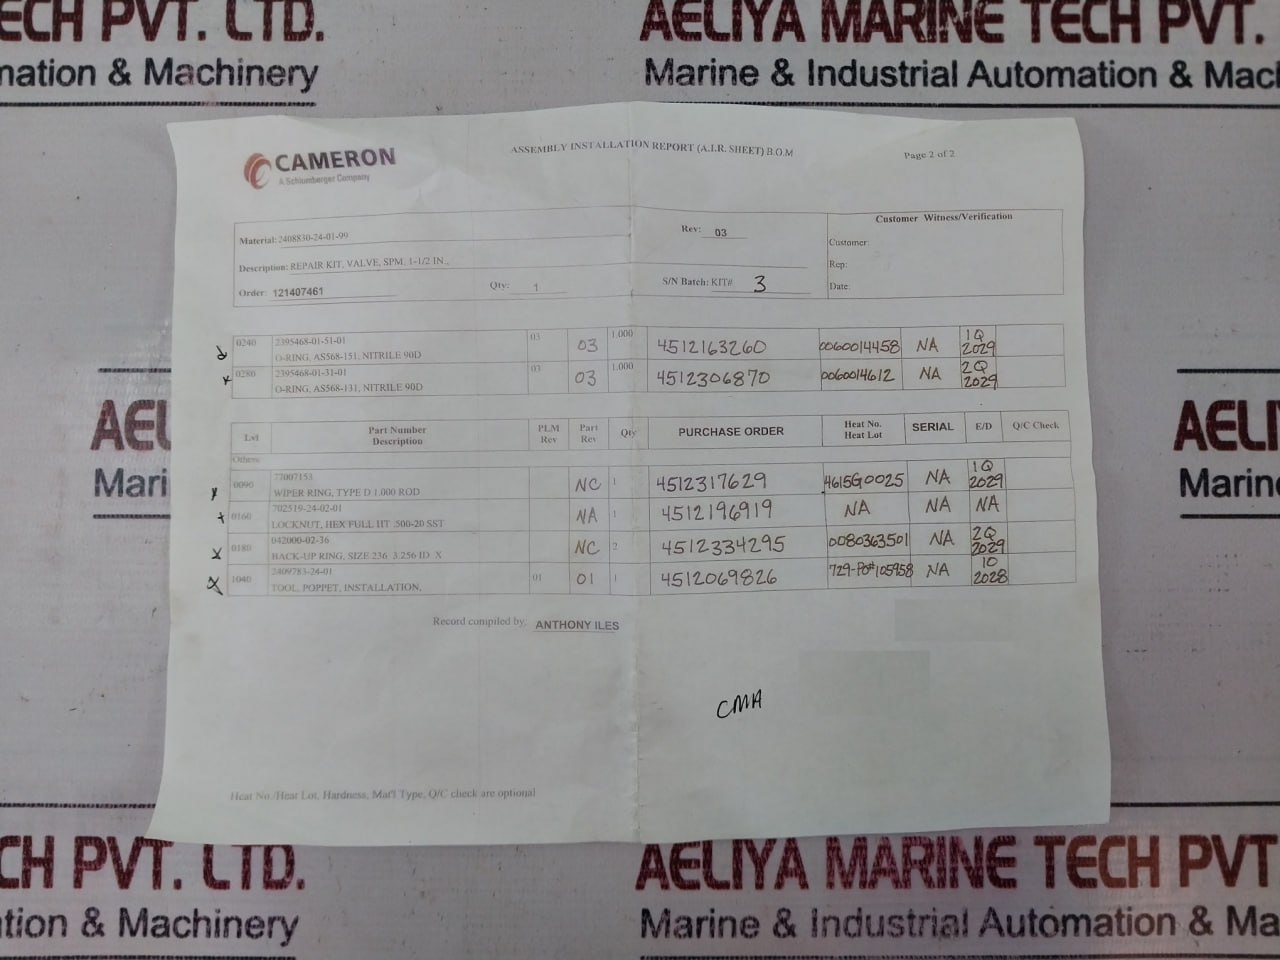 ECH PVT. LTD.
AELIYA MARINE TECH PVT.
mation & Machinery
Marine & Industrial Automation & Mac
CAMERON
A Schlumberger Company
ASSEMBLY INSTALLATION REPORT (A.I.R. SHEET) B.O.M
Page 2 of 2
Material: 2408830-24-01-99
Rev: 03
Customer Witness/Verification
Customer:
Description: REPAIR KIT, VALVE, SPM, 1-1/2 IN.,
Rep:
Order: 121407461
Qty: 1
S/N Batch: KIT# 3
Date:
0240 2395468-01-51-01 03 03 1.000 4512163260 0060014458 NA 1Q 2029
O-RING, AS568-151, NITRILE 90D
0280 2395468-01-31-01 03 03 1.000 4512306870 0060014612 NA 2Q 2029
O-RING, AS568-131, NITRILE 90D
Lvl Part Number Description PLM Rev Part Rev Qty PURCHASE ORDER Heat No. Heat Lot SERIAL E/D Q/C Check
Others:
0090 77007153 NC 1 4512317629 4615G0025 NA 1Q 2029
WIPER RING, TYPE D 1.000 ROD
0160 702519-24-02-01 NA 1 4512196919 NA NA NA
LOCKNUT, HEX FULL HT .500-20 SST
0180 042000-02-36 NC 2 4512334295 0080363501 NA 2Q 2029
BACK-UP RING, SIZE 236 3.256 ID X
1040 2409783-24-01 01 01 1 4512069826 729-PO#105958 NA 10 2028
TOOL, POPPET, INSTALLATION,
Record compiled by: ANTHONY ILES
CMA
Heat No./Heat Lot, Hardness, Mat'l Type, Q/C check are optional
AEL
Mari
AELI
Marin
CH PVT. LTD.
AELIYA MARINE TECH PVT
tion & Machinery
Marine & Industrial Automation & Ma